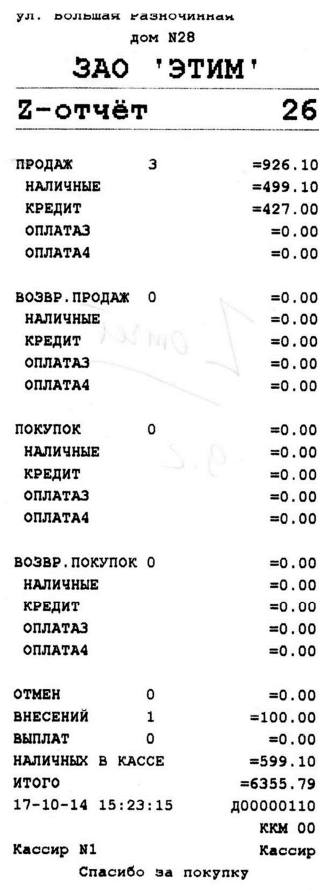 ул. Большая Разночинная
дом N28
ЗАО 'ЭТИМ'
Z-отчёт 26
ПРОДАЖ 3 =926.10
НАЛИЧНЫЕ =499.10
КРЕДИТ =427.00
ОПЛАТА3 =0.00
ОПЛАТА4 =0.00
ВОЗВР.ПРОДАЖ 0 =0.00
НАЛИЧНЫЕ =0.00
КРЕДИТ =0.00
ОПЛАТА3 =0.00
ОПЛАТА4 =0.00
ПОКУПОК 0 =0.00
НАЛИЧНЫЕ =0.00
КРЕДИТ =0.00
ОПЛАТА3 =0.00
ОПЛАТА4 =0.00
ВОЗВР.ПОКУПОК 0 =0.00
НАЛИЧНЫЕ =0.00
КРЕДИТ =0.00
ОПЛАТА3 =0.00
ОПЛАТА4 =0.00
ОТМЕН 0 =0.00
ВНЕСЕНИЙ 1 =100.00
ВЫПЛАТ 0 =0.00
НАЛИЧНЫХ В КАССЕ =599.10
ИТОГО =6355.79
17-10-14 15:23:15 Д00000110
ККМ 00
Кассир N1 Кассир
Спасибо за покупку